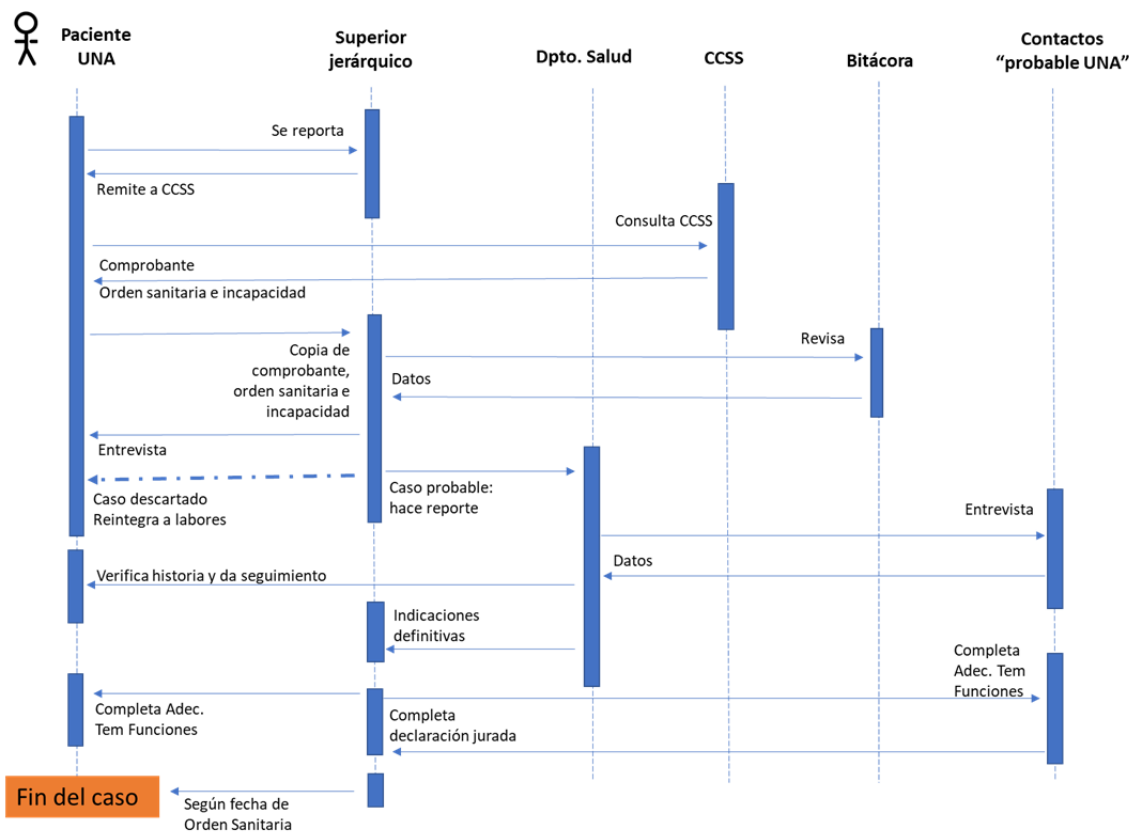 Paciente
UNA
Superior
jerárquico
Dpto. Salud
CCSS
Bitácora
Contactos
“probable UNA”
Se reporta
Remite a CCSS
Consulta CCSS
Comprobante
Orden sanitaria e incapacidad
Copia de
comprobante,
orden sanitaria e
incapacidad
Revisa
Datos
Entrevista
Caso descartado
Reintegra a labores
Caso probable:
hace reporte
Entrevista
Datos
Verifica historia y da seguimiento
Indicaciones
definitivas
Completa
Adec. Tem
Funciones
Completa Adec.
Tem Funciones
Completa
declaración jurada
Fin del caso
Según fecha de
Orden Sanitaria